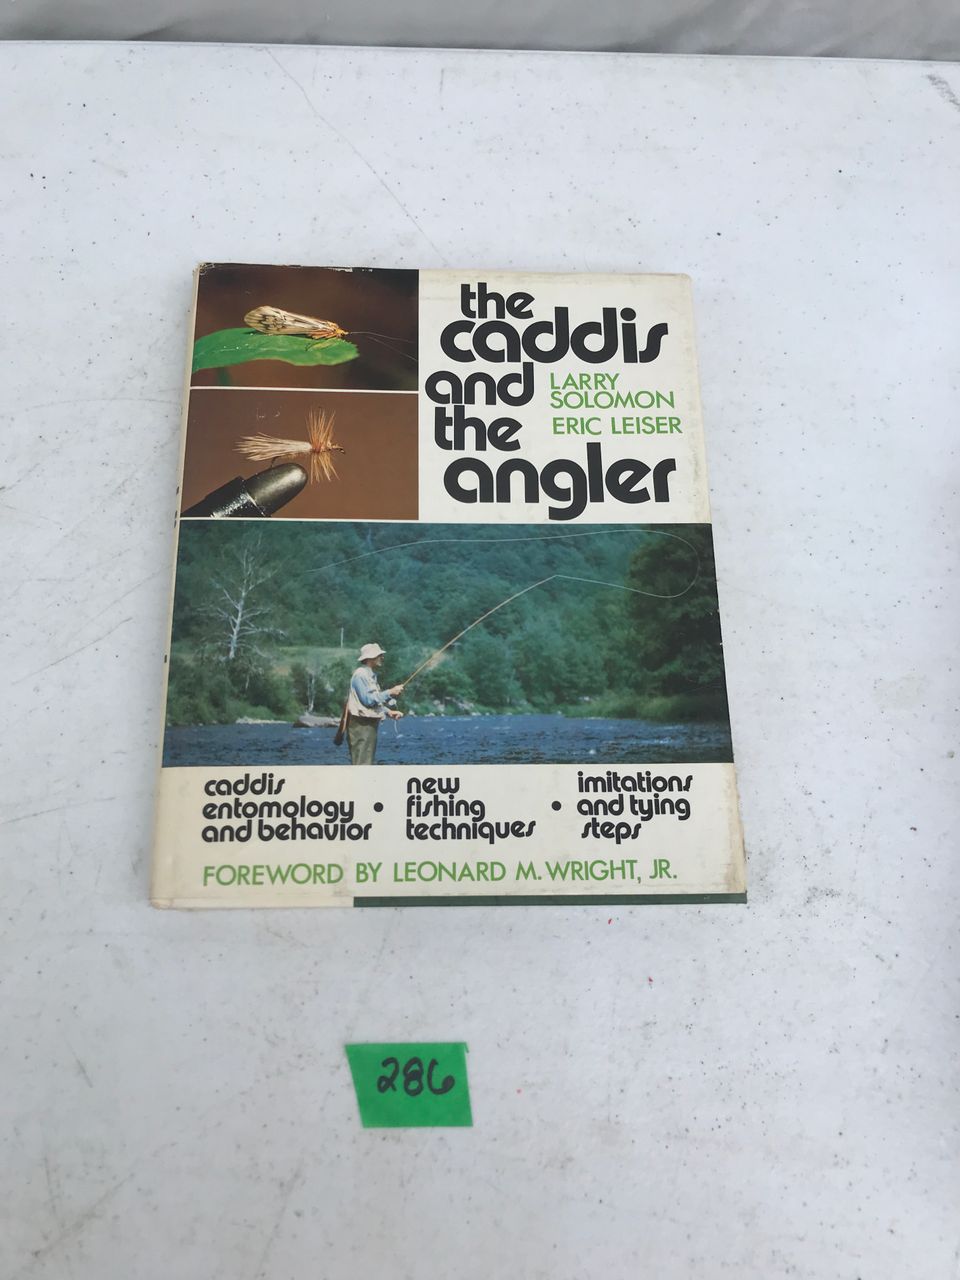 the
caddis
and
the
angler
LARRY
SOLOMON
ERIC LEISER
caddis
entomology
and behavior
•
new
fishing
techniques
•
imitations
and tying
steps
FOREWORD BY LEONARD M. WRIGHT, JR.
286